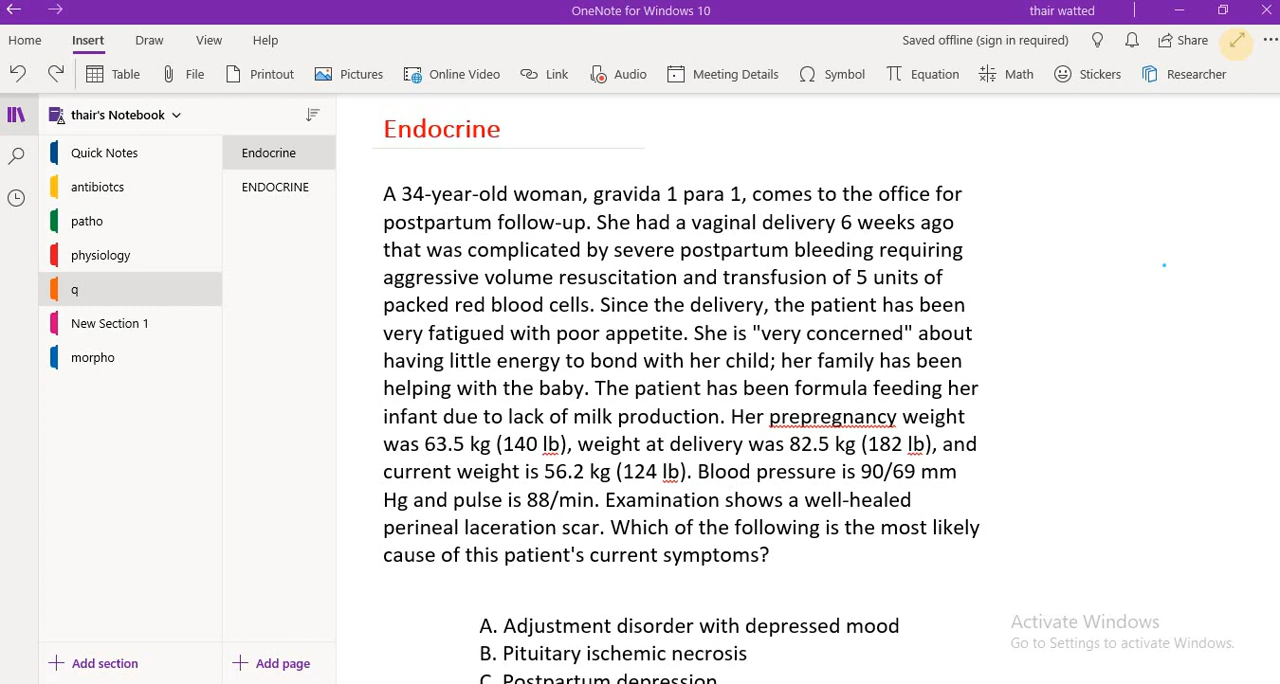 OneNote for Windows 10
thair watted
Home Insert Draw View Help
Saved offline (sign in required) Share
Table File Printout Pictures Online Video Link Audio Meeting Details Symbol Equation Math Stickers Researcher
thair's Notebook
Quick Notes
antibiotcs
patho
physiology
q
New Section 1
morpho
Add section
Endocrine
ENDOCRINE
Add page
Endocrine
A 34-year-old woman, gravida 1 para 1, comes to the office for
postpartum follow-up. She had a vaginal delivery 6 weeks ago
that was complicated by severe postpartum bleeding requiring
aggressive volume resuscitation and transfusion of 5 units of
packed red blood cells. Since the delivery, the patient has been
very fatigued with poor appetite. She is "very concerned" about
having little energy to bond with her child; her family has been
helping with the baby. The patient has been formula feeding her
infant due to lack of milk production. Her prepregnancy weight
was 63.5 kg (140 lb), weight at delivery was 82.5 kg (182 lb), and
current weight is 56.2 kg (124 lb). Blood pressure is 90/69 mm
Hg and pulse is 88/min. Examination shows a well-healed
perineal laceration scar. Which of the following is the most likely
cause of this patient's current symptoms?
A. Adjustment disorder with depressed mood
B. Pituitary ischemic necrosis
C. Postpartum depression
Activate Windows
Go to Settings to activate Windows.